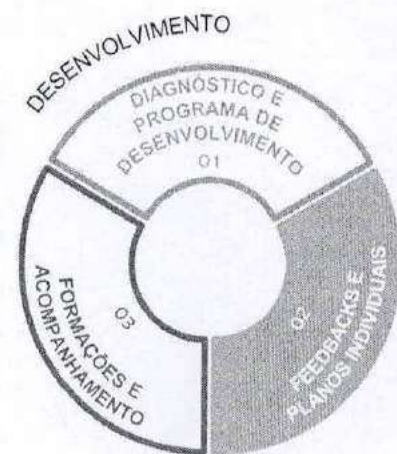 DESENVOLVIMENTO
DIAGNÓSTICO E
PROGRAMA DE
DESENVOLVIMENTO
01
02
FEEDBACKS E
PLANOS INDIVIDUAIS
03
FORMAÇÕES E
ACOMPANHAMENTO